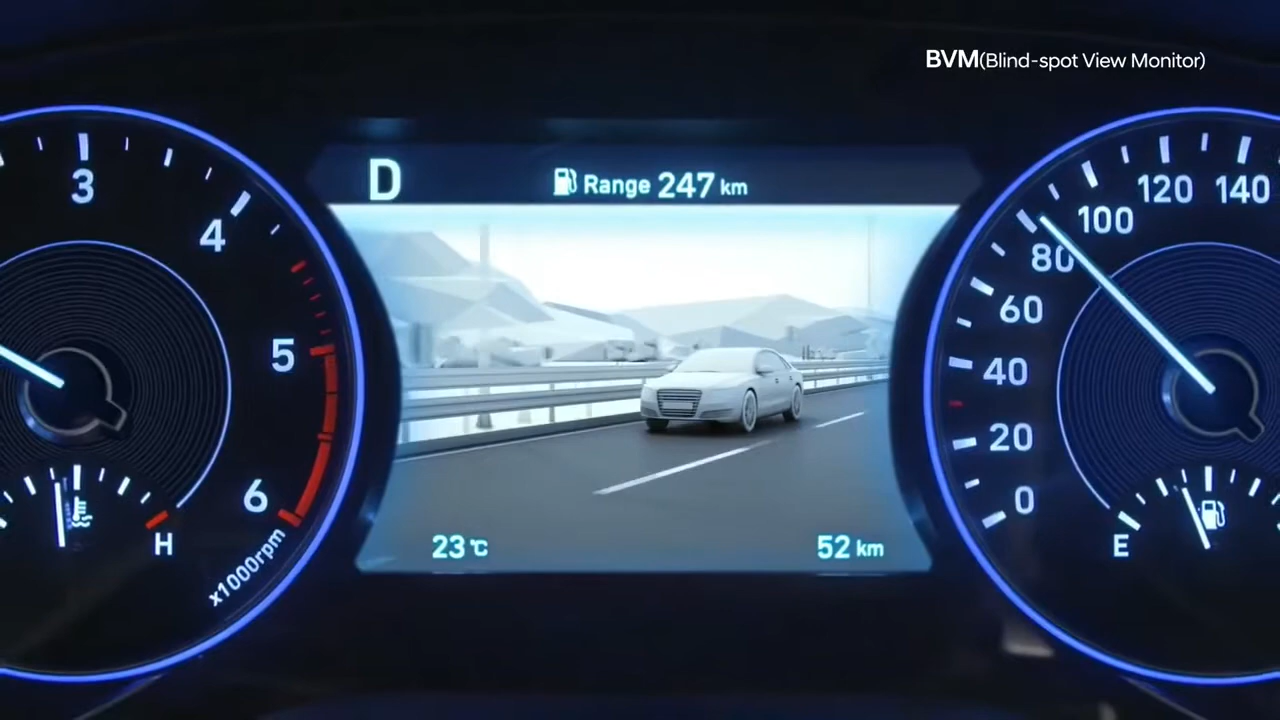 BVM(Blind-spot View Monitor)
D
Range 247 km
3
4
5
6
x1000rpm
H
23 ℃
52 km
0
20
40
60
80
100
120
140
E